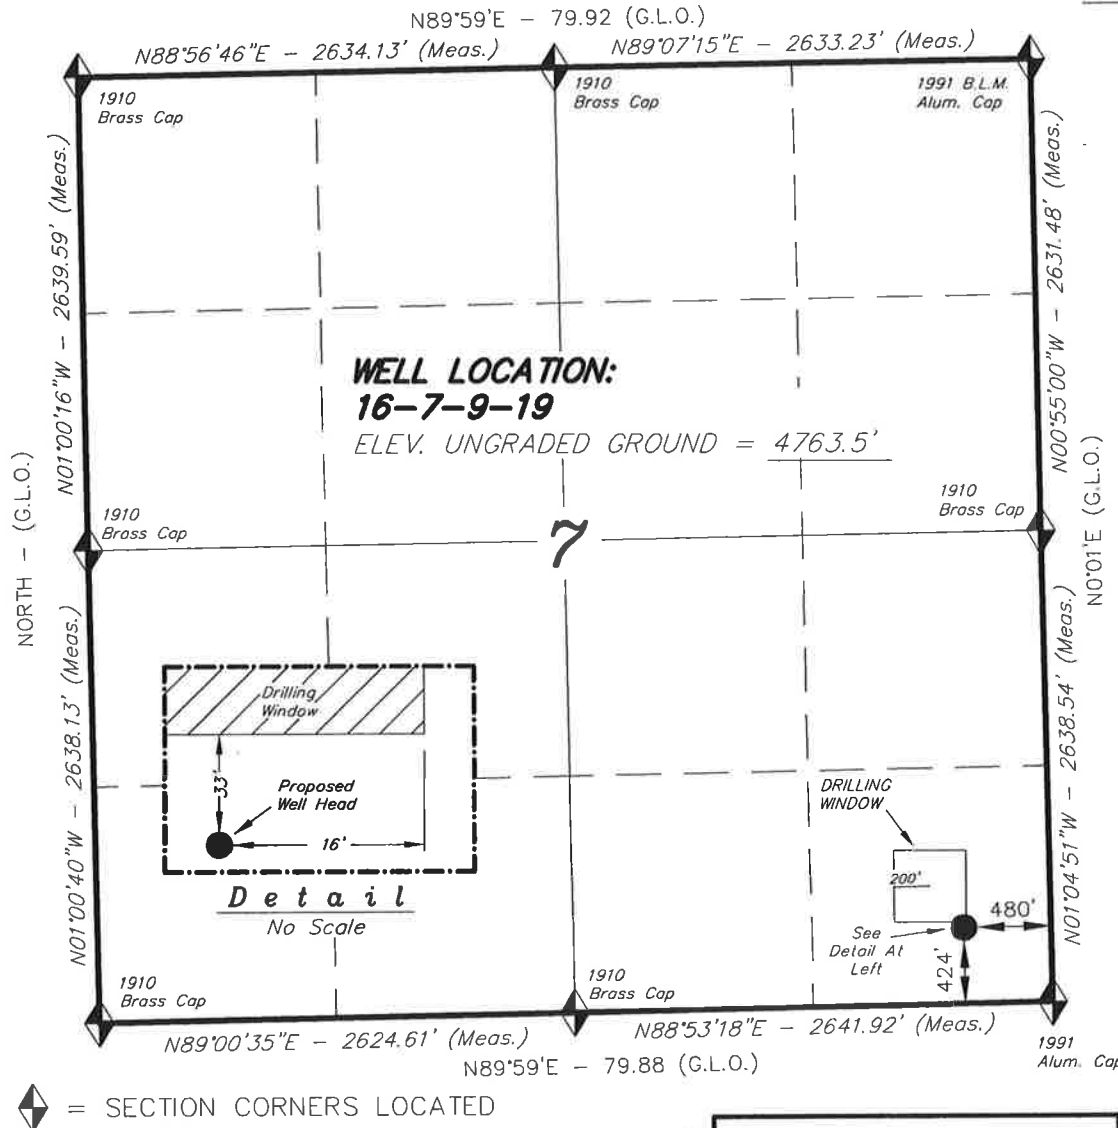 N89°59'E - 79.92 (G.L.O.)
N88°56'46"E - 2634.13' (Meas.)
N89°07'15"E - 2633.23' (Meas.)
1910
Brass Cap
1910
Brass Cap
1991 B.L.M.
Alum. Cap
N01°00'16"W - 2639.59' (Meas.)
N00°55'00"W - 2631.48' (Meas.)
WELL LOCATION:
16-7-9-19
ELEV. UNGRADED GROUND = 4763.5'
NORTH - (G.L.O.)
N0°01'E (G.L.O.)
1910
Brass Cap
1910
Brass Cap
7
N01°00'40"W - 2638.13' (Meas.)
N01°04'51"W - 2638.54' (Meas.)
Drilling
Window
33'
Proposed
Well Head
16'
Detail
No Scale
DRILLING
WINDOW
200'
See
Detail At
Left
480'
424'
1910
Brass Cap
1910
Brass Cap
N89°00'35"E - 2624.61' (Meas.)
N88°53'18"E - 2641.92' (Meas.)
1991
Alum. Cap
N89°59'E - 79.88 (G.L.O.)
= SECTION CORNERS LOCATED